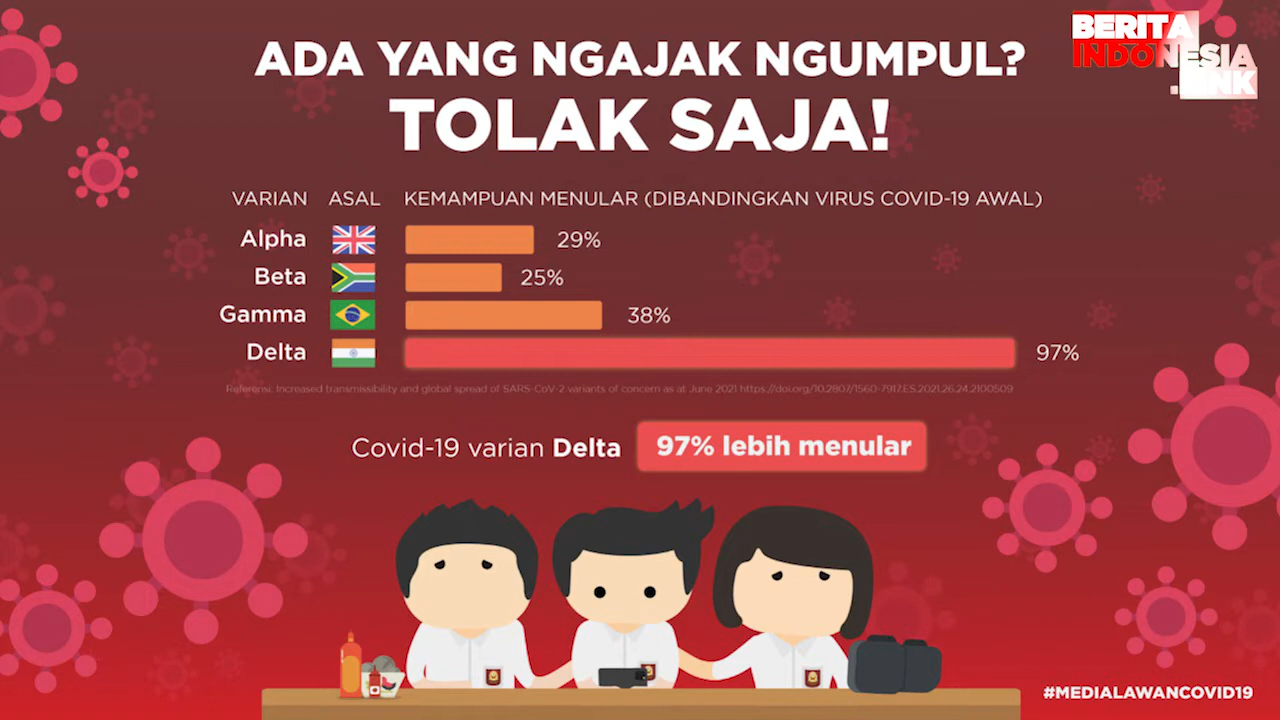 BERITA
INDONESIA
.INK
ADA YANG NGAJAK NGUMPUL?
TOLAK SAJA!
VARIAN ASAL KEMAMPUAN MENULAR (DIBANDINGKAN VIRUS COVID-19 AWAL)
Alpha 29%
Beta 25%
Gamma 38%
Delta 97%
Referensi: Increased transmissibility and global spread of SARS-CoV-2 variants of concern as at June 2021 https://doi.org/10.2807/1560-7917.ES.2021.26.24.2100509
Covid-19 varian Delta 97% lebih menular
#MEDIALAWANCOVID19